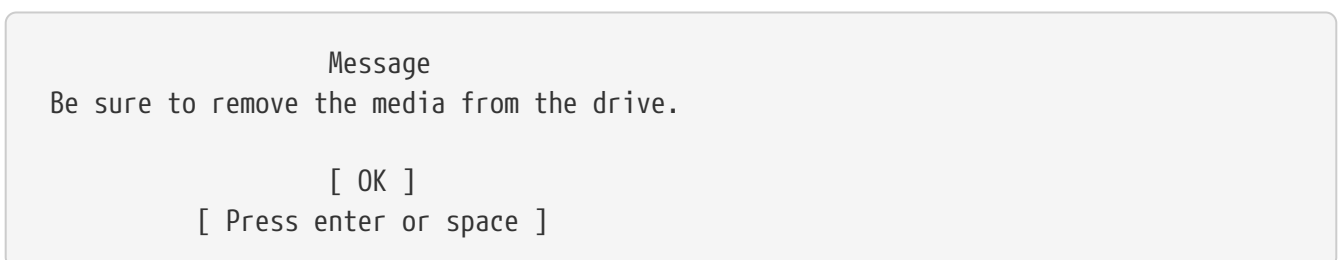 Message
Be sure to remove the media from the drive.
[ OK ]
[ Press enter or space ]